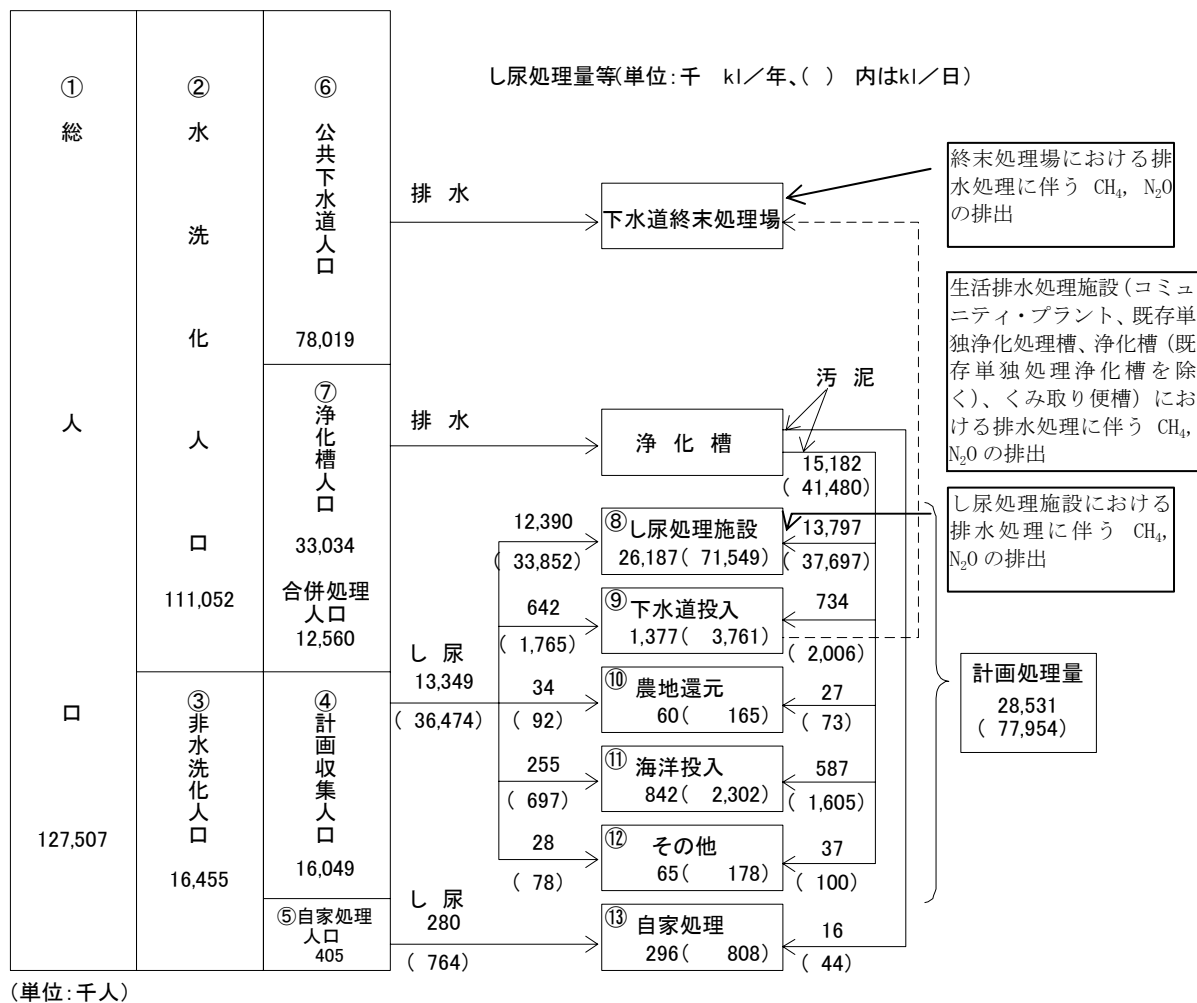 し尿処理量等(単位:千 kl/年、( ) 内はkl/日)
①
総
人
口
127,507
②
水
洗
化
人
口
111,052
③
非水洗化人口
16,455
⑥
公共下水道人口
78,019
⑦
浄化槽人口
33,034
合併処理
人口
12,560
④
計画収集人口
16,049
⑤自家処理
人口
405
(単位:千人)
排 水
下水道終末処理場
終末処理場における排
水処理に伴う CH₄, N₂O
の排出
排 水
浄 化 槽
汚 泥
15,182
( 41,480)
生活排水処理施設(コミュ
ニティ・プラント、既存単
独浄化処理槽、浄化槽(既
存単独処理浄化槽を除
く)、くみ取り便槽)にお
ける排水処理に伴う CH₄,
N₂O の排出
し尿
13,349
( 36,474)
12,390
( 33,852)
⑧し尿処理施設
26,187( 71,549)
13,797
( 37,697)
し尿処理施設における
排水処理に伴う CH₄,
N₂O の排出
642
( 1,765)
⑨下水道投入
1,377( 3,761)
734
( 2,006)
34
( 92)
⑩ 農地還元
60( 165)
27
( 73)
255
( 697)
⑪ 海洋投入
842( 2,302)
587
( 1,605)
28
( 78)
⑫ その他
65( 178)
37
( 100)
計画処理量
28,531
( 77,954)
し 尿
280
( 764)
⑬ 自家処理
296( 808)
16
( 44)